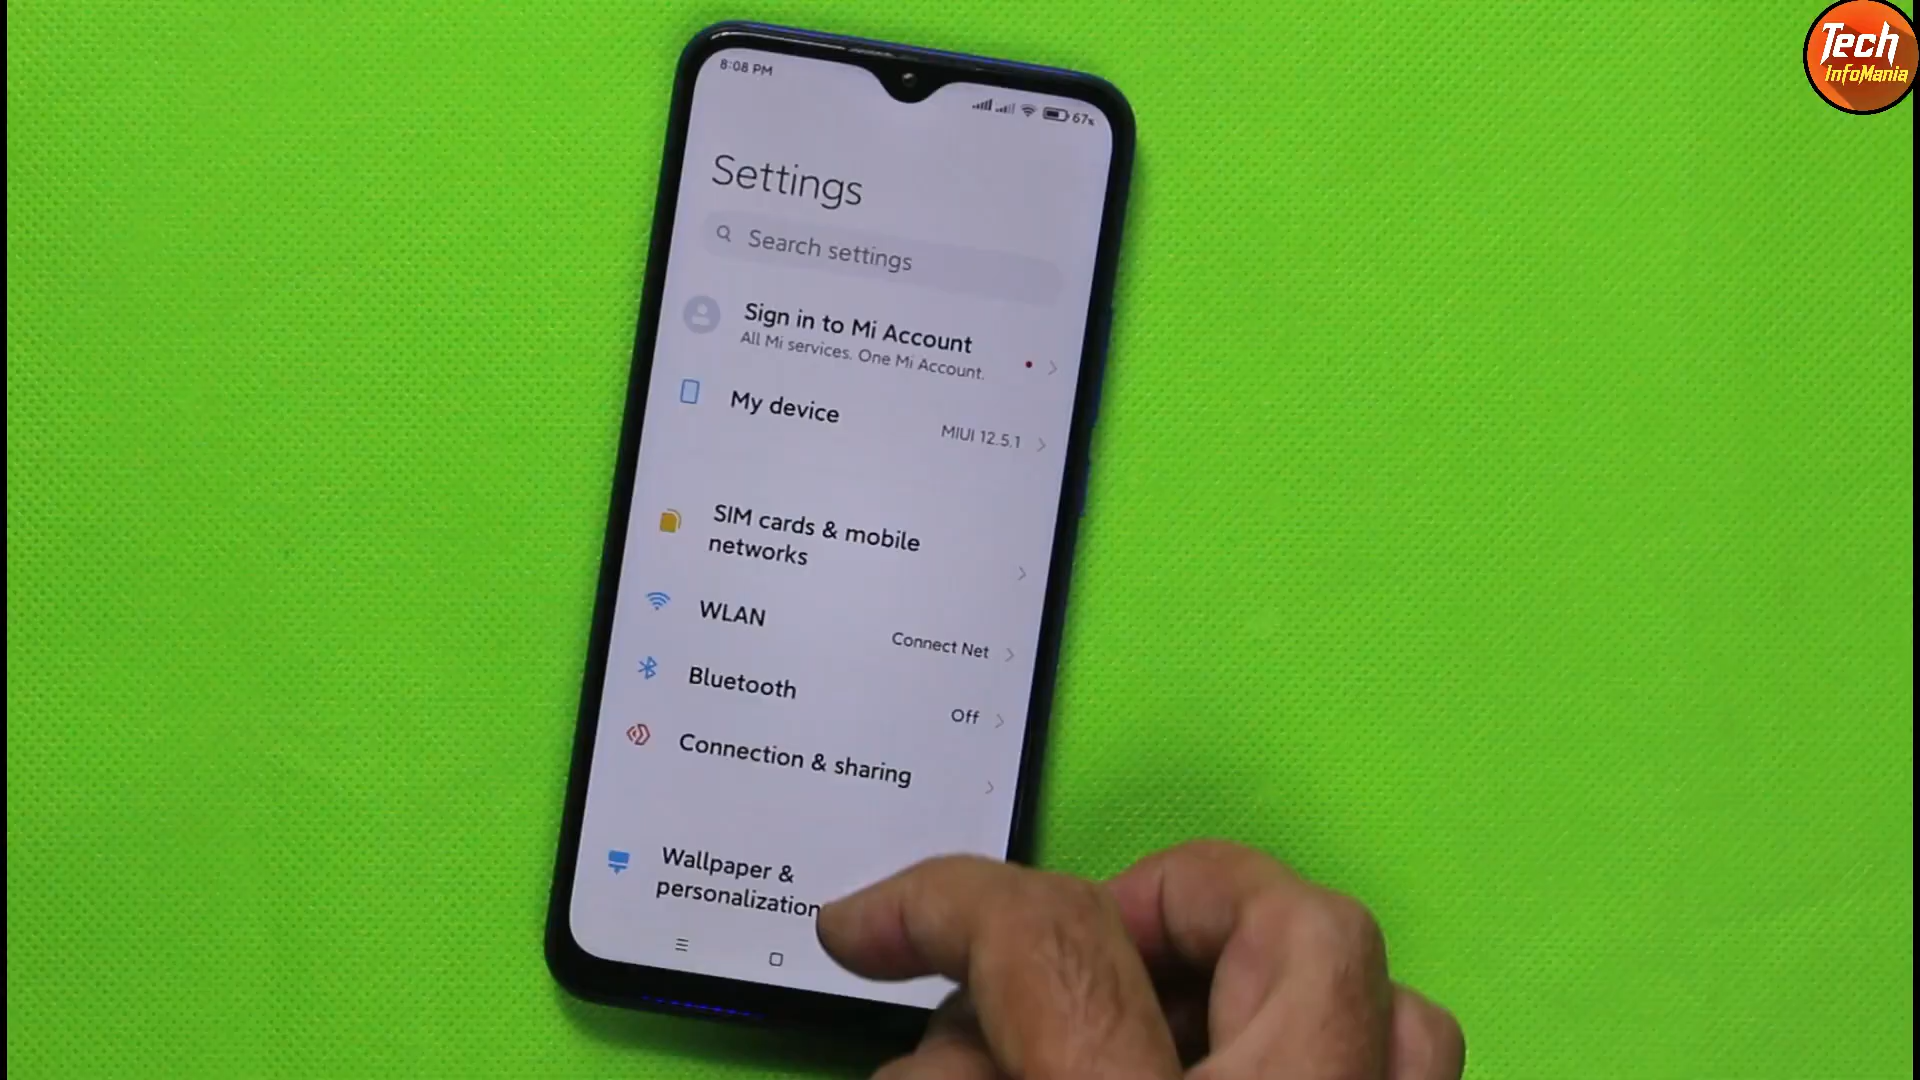 Tech
InfoMania
8:08 PM
67%
Settings
Search settings
Sign in to Mi Account
All Mi services. One Mi Account.
My device
MIUI 12.5.1
SIM cards & mobile
networks
WLAN
Connect Net
Bluetooth
Off
Connection & sharing
Wallpaper &
personalization